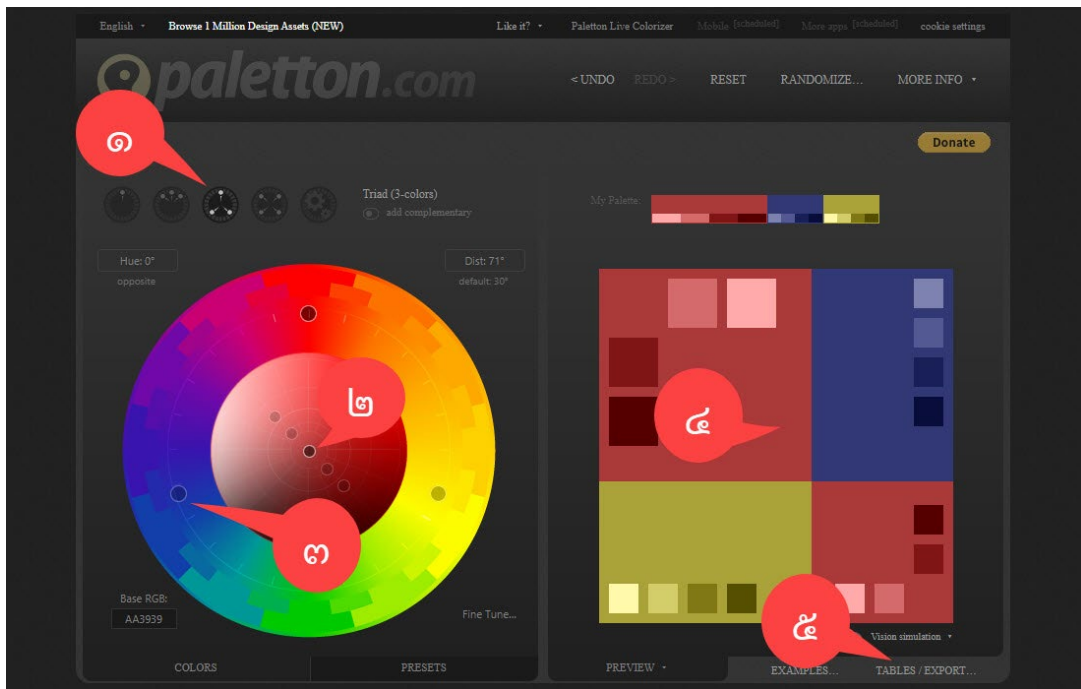 English Browse 1 Million Design Assets (NEW) Like it? Paletton Live Colorizer Mobile [scheduled] More apps [scheduled] cookie settings
paletton.com
< UNDO REDO > RESET RANDOMIZE... MORE INFO
๑
Donate
Triad (3-colors)
add complementary
My Palette:
Hue: 0°
opposite
Dist: 71°
default: 30°
๒
๔
๓
Base RGB:
AA3939
Fine Tune...
๕
Vision simulation
COLORS PRESETS PREVIEW EXAMPLES... TABLES / EXPORT...